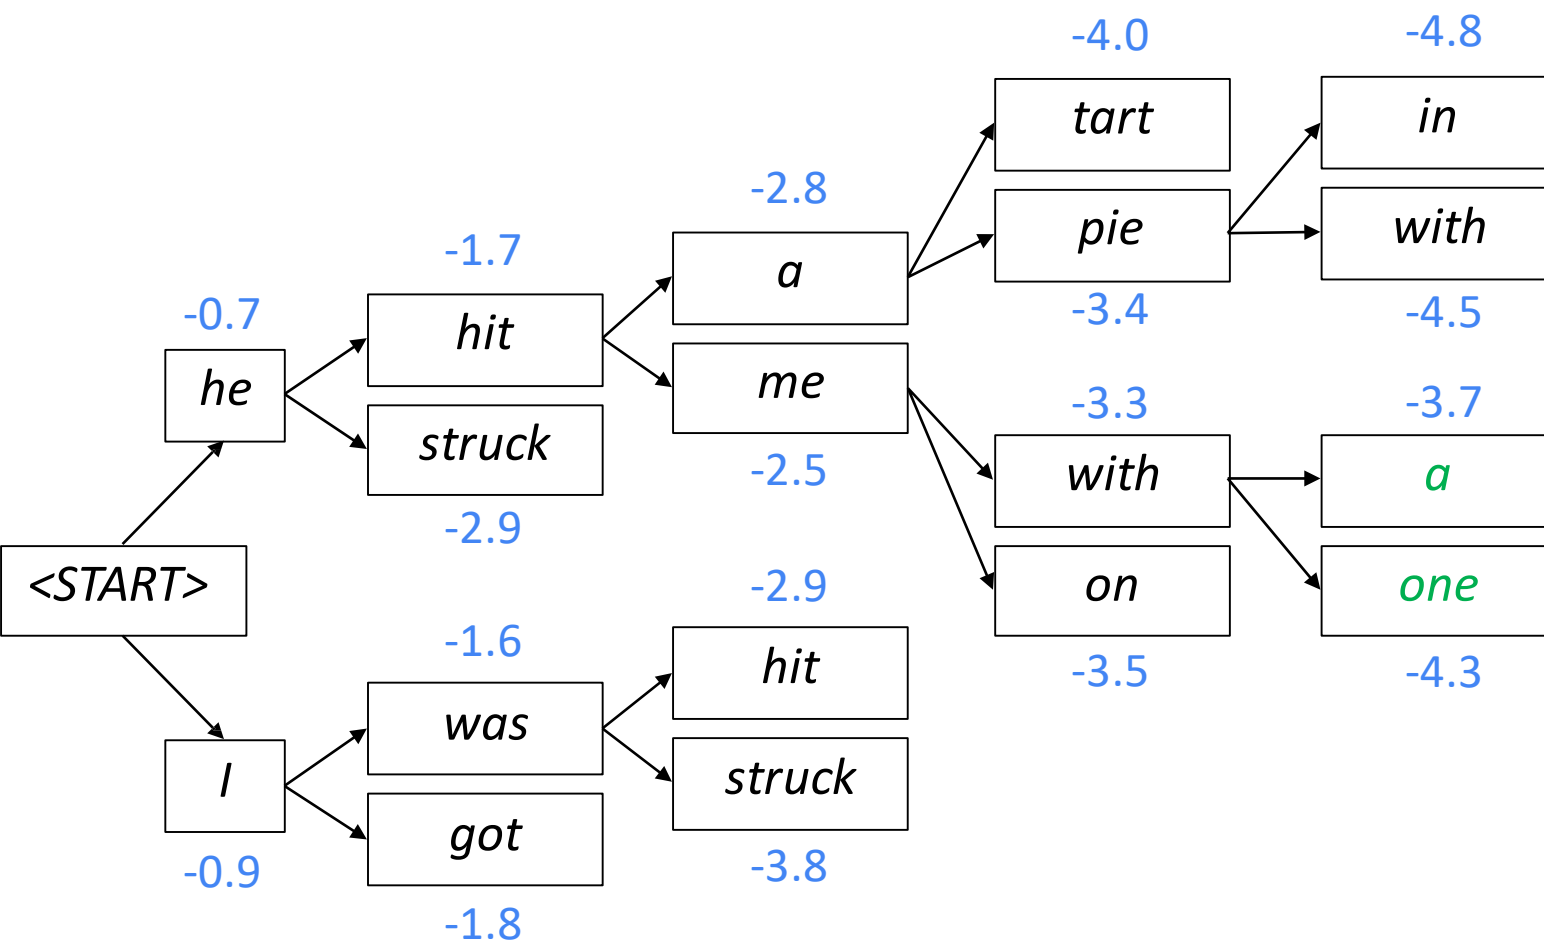 -4.0
-4.8
tart
in
-2.8
pie
with
-1.7
a
-3.4
-4.5
-0.7
hit
me
-3.3
-3.7
he
struck
-2.5
with
a
-2.9
<START>
-2.9
on
one
-1.6
hit
-3.5
-4.3
was
I
struck
got
-0.9
-3.8
-1.8